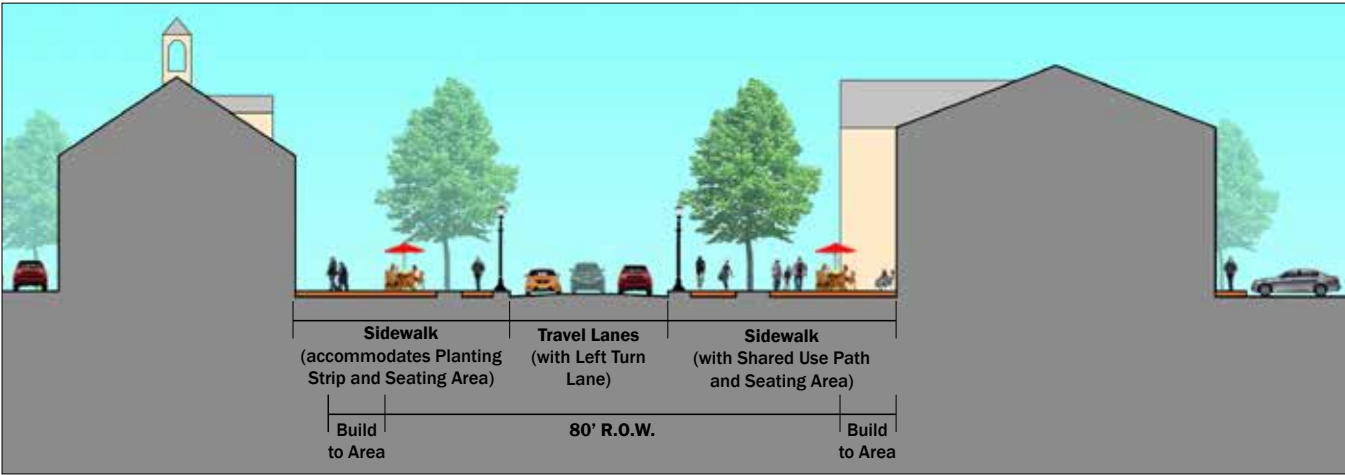 Sidewalk
(accommodates Planting
Strip and Seating Area)
Travel Lanes
(with Left Turn
Lane)
Sidewalk
(with Shared Use Path
and Seating Area)
Build
to Area
80' R.O.W.
Build
to Area